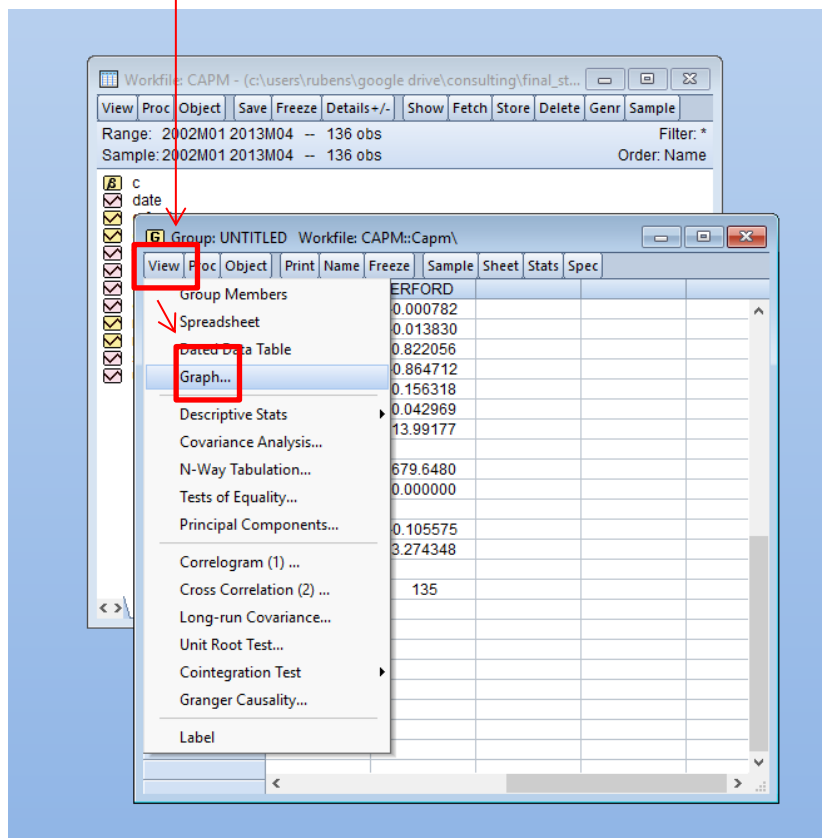 Workfile: CAPM - (c:\users\rubens\google drive\consulting\final_st...
View Proc Object Save Freeze Details+/- Show Fetch Store Delete Genr Sample
Range: 2002M01 2013M04 -- 136 obs Filter: *
Sample: 2002M01 2013M04 -- 136 obs Order: Name
c
date
Group: UNTITLED Workfile: CAPM::Capm\
View Proc Object Print Name Freeze Sample Sheet Stats Spec
ERFORD
Group Members
-0.000782
Spreadsheet
-0.013830
Dated Data Table
0.822056
Graph...
-0.864712
0.156318
Descriptive Stats
0.042969
13.99177
Covariance Analysis...
N-Way Tabulation...
679.6480
Tests of Equality...
0.000000
Principal Components...
-0.105575
3.274348
Correlogram (1) ...
Cross Correlation (2) ...
135
Long-run Covariance...
Unit Root Test...
Cointegration Test
Granger Causality...
Label